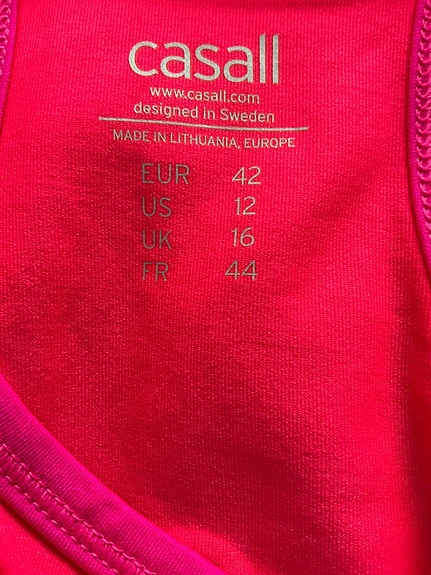 casall
www.casall.com
designed in Sweden
MADE IN LITHUANIA, EUROPE
EUR 42
US 12
UK 16
FR 44